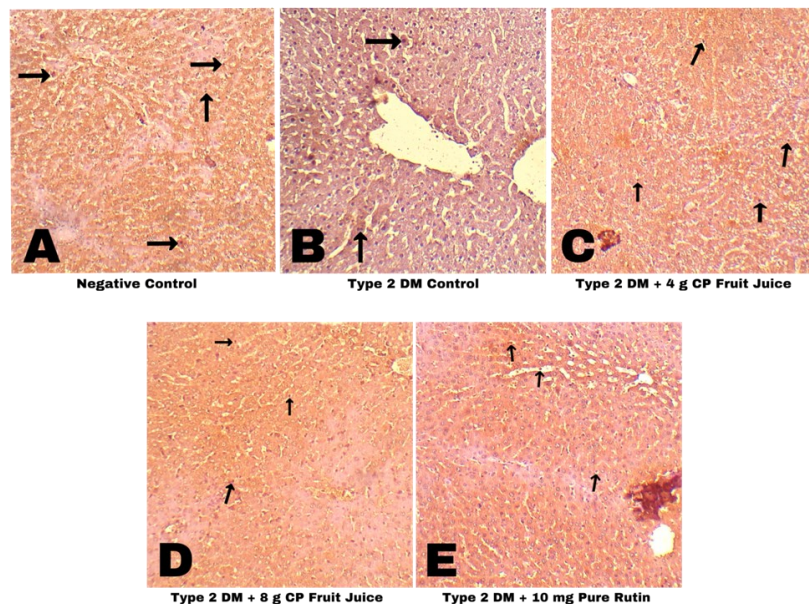 A
B
C
Negative Control
Type 2 DM Control
Type 2 DM + 4 g CP Fruit Juice
D
E
Type 2 DM + 8 g CP Fruit Juice
Type 2 DM + 10 mg Pure Rutin